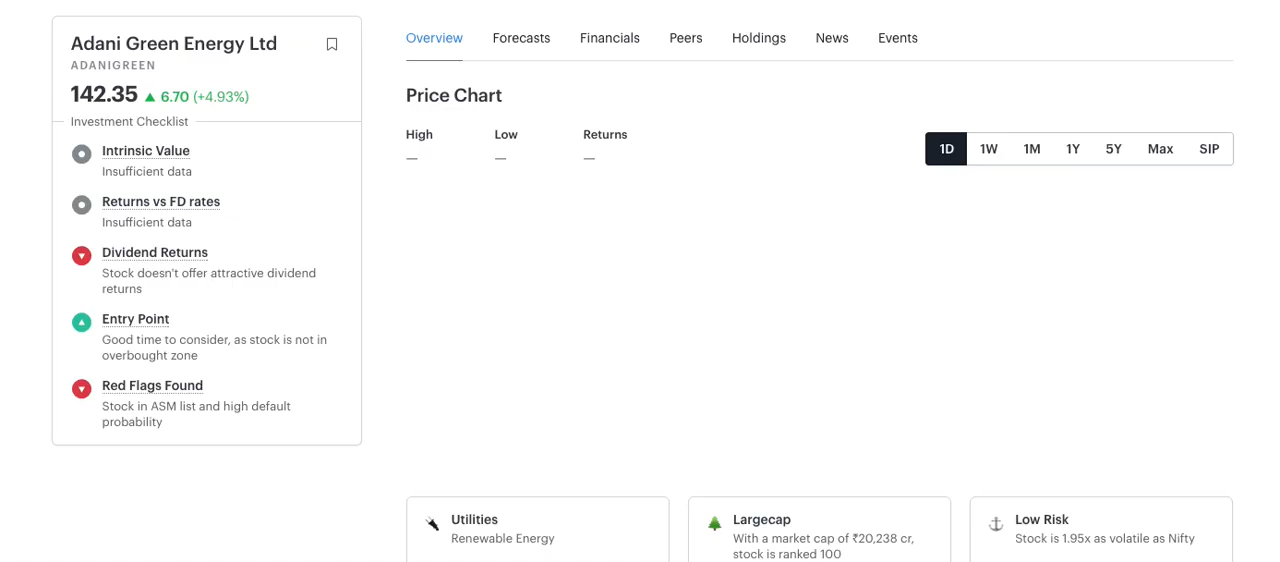 Adani Green Energy Ltd
ADANIGREEN
142.35 ▲ 6.70 (+4.93%)
Investment Checklist
Intrinsic Value
Insufficient data
Returns vs FD rates
Insufficient data
Dividend Returns
Stock doesn't offer attractive dividend
returns
Entry Point
Good time to consider, as stock is not in
overbought zone
Red Flags Found
Stock in ASM list and high default
probability
Overview Forecasts Financials Peers Holdings News Events
Price Chart
High Low Returns
— — —
1D 1W 1M 1Y 5Y Max SIP
Utilities
Renewable Energy
Largecap
With a market cap of ₹20,238 cr,
stock is ranked 100
Low Risk
Stock is 1.95x as volatile as Nifty